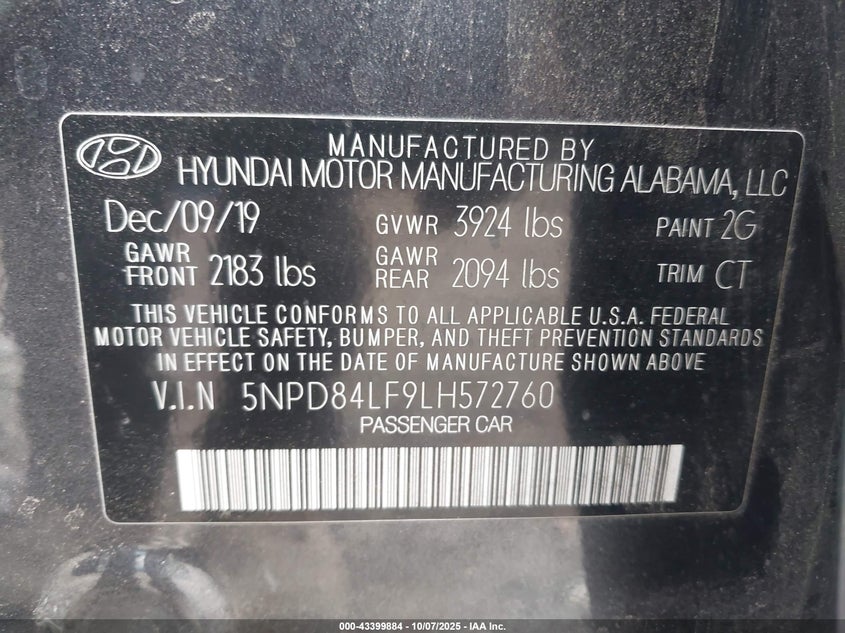 MANUFACTURED BY
HYUNDAI MOTOR MANUFACTURING ALABAMA, LLC
Dec/09/19 GVWR 3924 lbs PAINT 2G
GAWR FRONT 2183 lbs GAWR REAR 2094 lbs TRIM CT
THIS VEHICLE CONFORMS TO ALL APPLICABLE U.S.A. FEDERAL
MOTOR VEHICLE SAFETY, BUMPER, AND THEFT PREVENTION STANDARDS
IN EFFECT ON THE DATE OF MANUFACTURE SHOWN ABOVE
V.I.N 5NPD84LF9LH572760
PASSENGER CAR
000-43399884 - 10/07/2025 - IAA Inc.